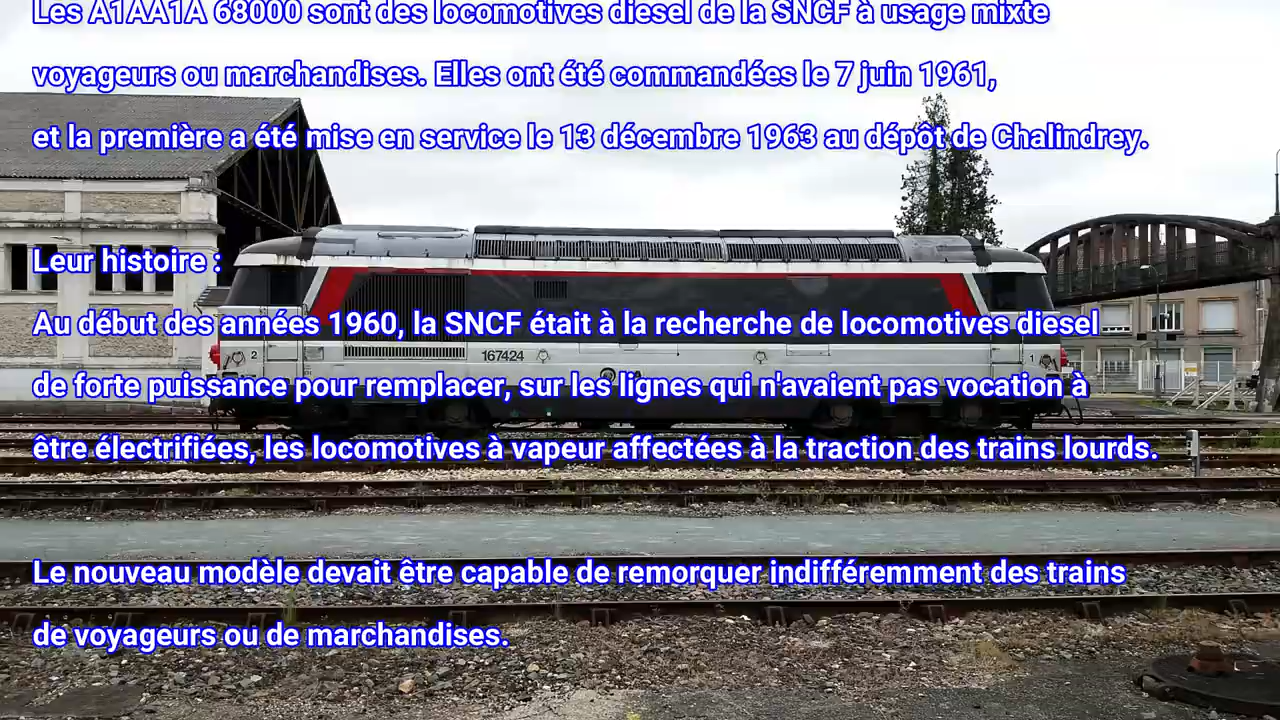 Les A1AA1A 68000 sont des locomotives diesel de la SNCF à usage mixte
voyageurs ou marchandises. Elles ont été commandées le 7 juin 1961,
et la première a été mise en service le 13 décembre 1963 au dépôt de Chalindrey.
Leur histoire :
Au début des années 1960, la SNCF était à la recherche de locomotives diesel
2 167424 1
de forte puissance pour remplacer, sur les lignes qui n'avaient pas vocation à
être électrifiées, les locomotives à vapeur affectées à la traction des trains lourds.
Le nouveau modèle devait être capable de remorquer indifféremment des trains
de voyageurs ou de marchandises.